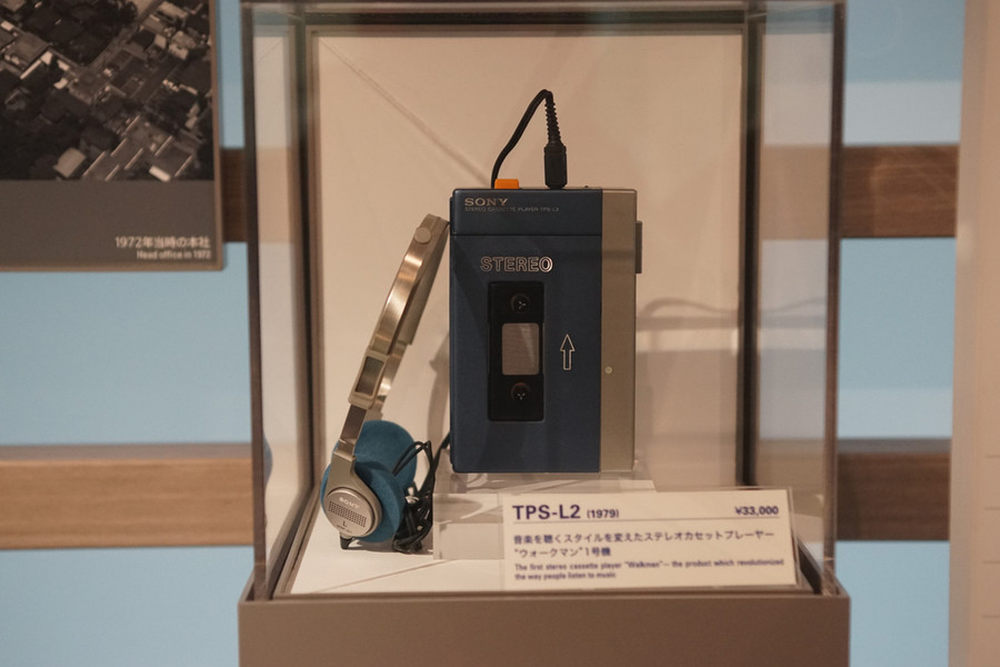 1972年当時の本社
Head office in 1972
SONY
STEREO CASSETTE PLAYER TPS-L2
STEREO
SONY
L
TPS-L2 (1979) ¥33,000
音楽を聴くスタイルを変えたステレオカセットプレーヤー
“ウォークマン”1号機
The first stereo cassette player “Walkman”— the product which revolutionized
the way people listen to music